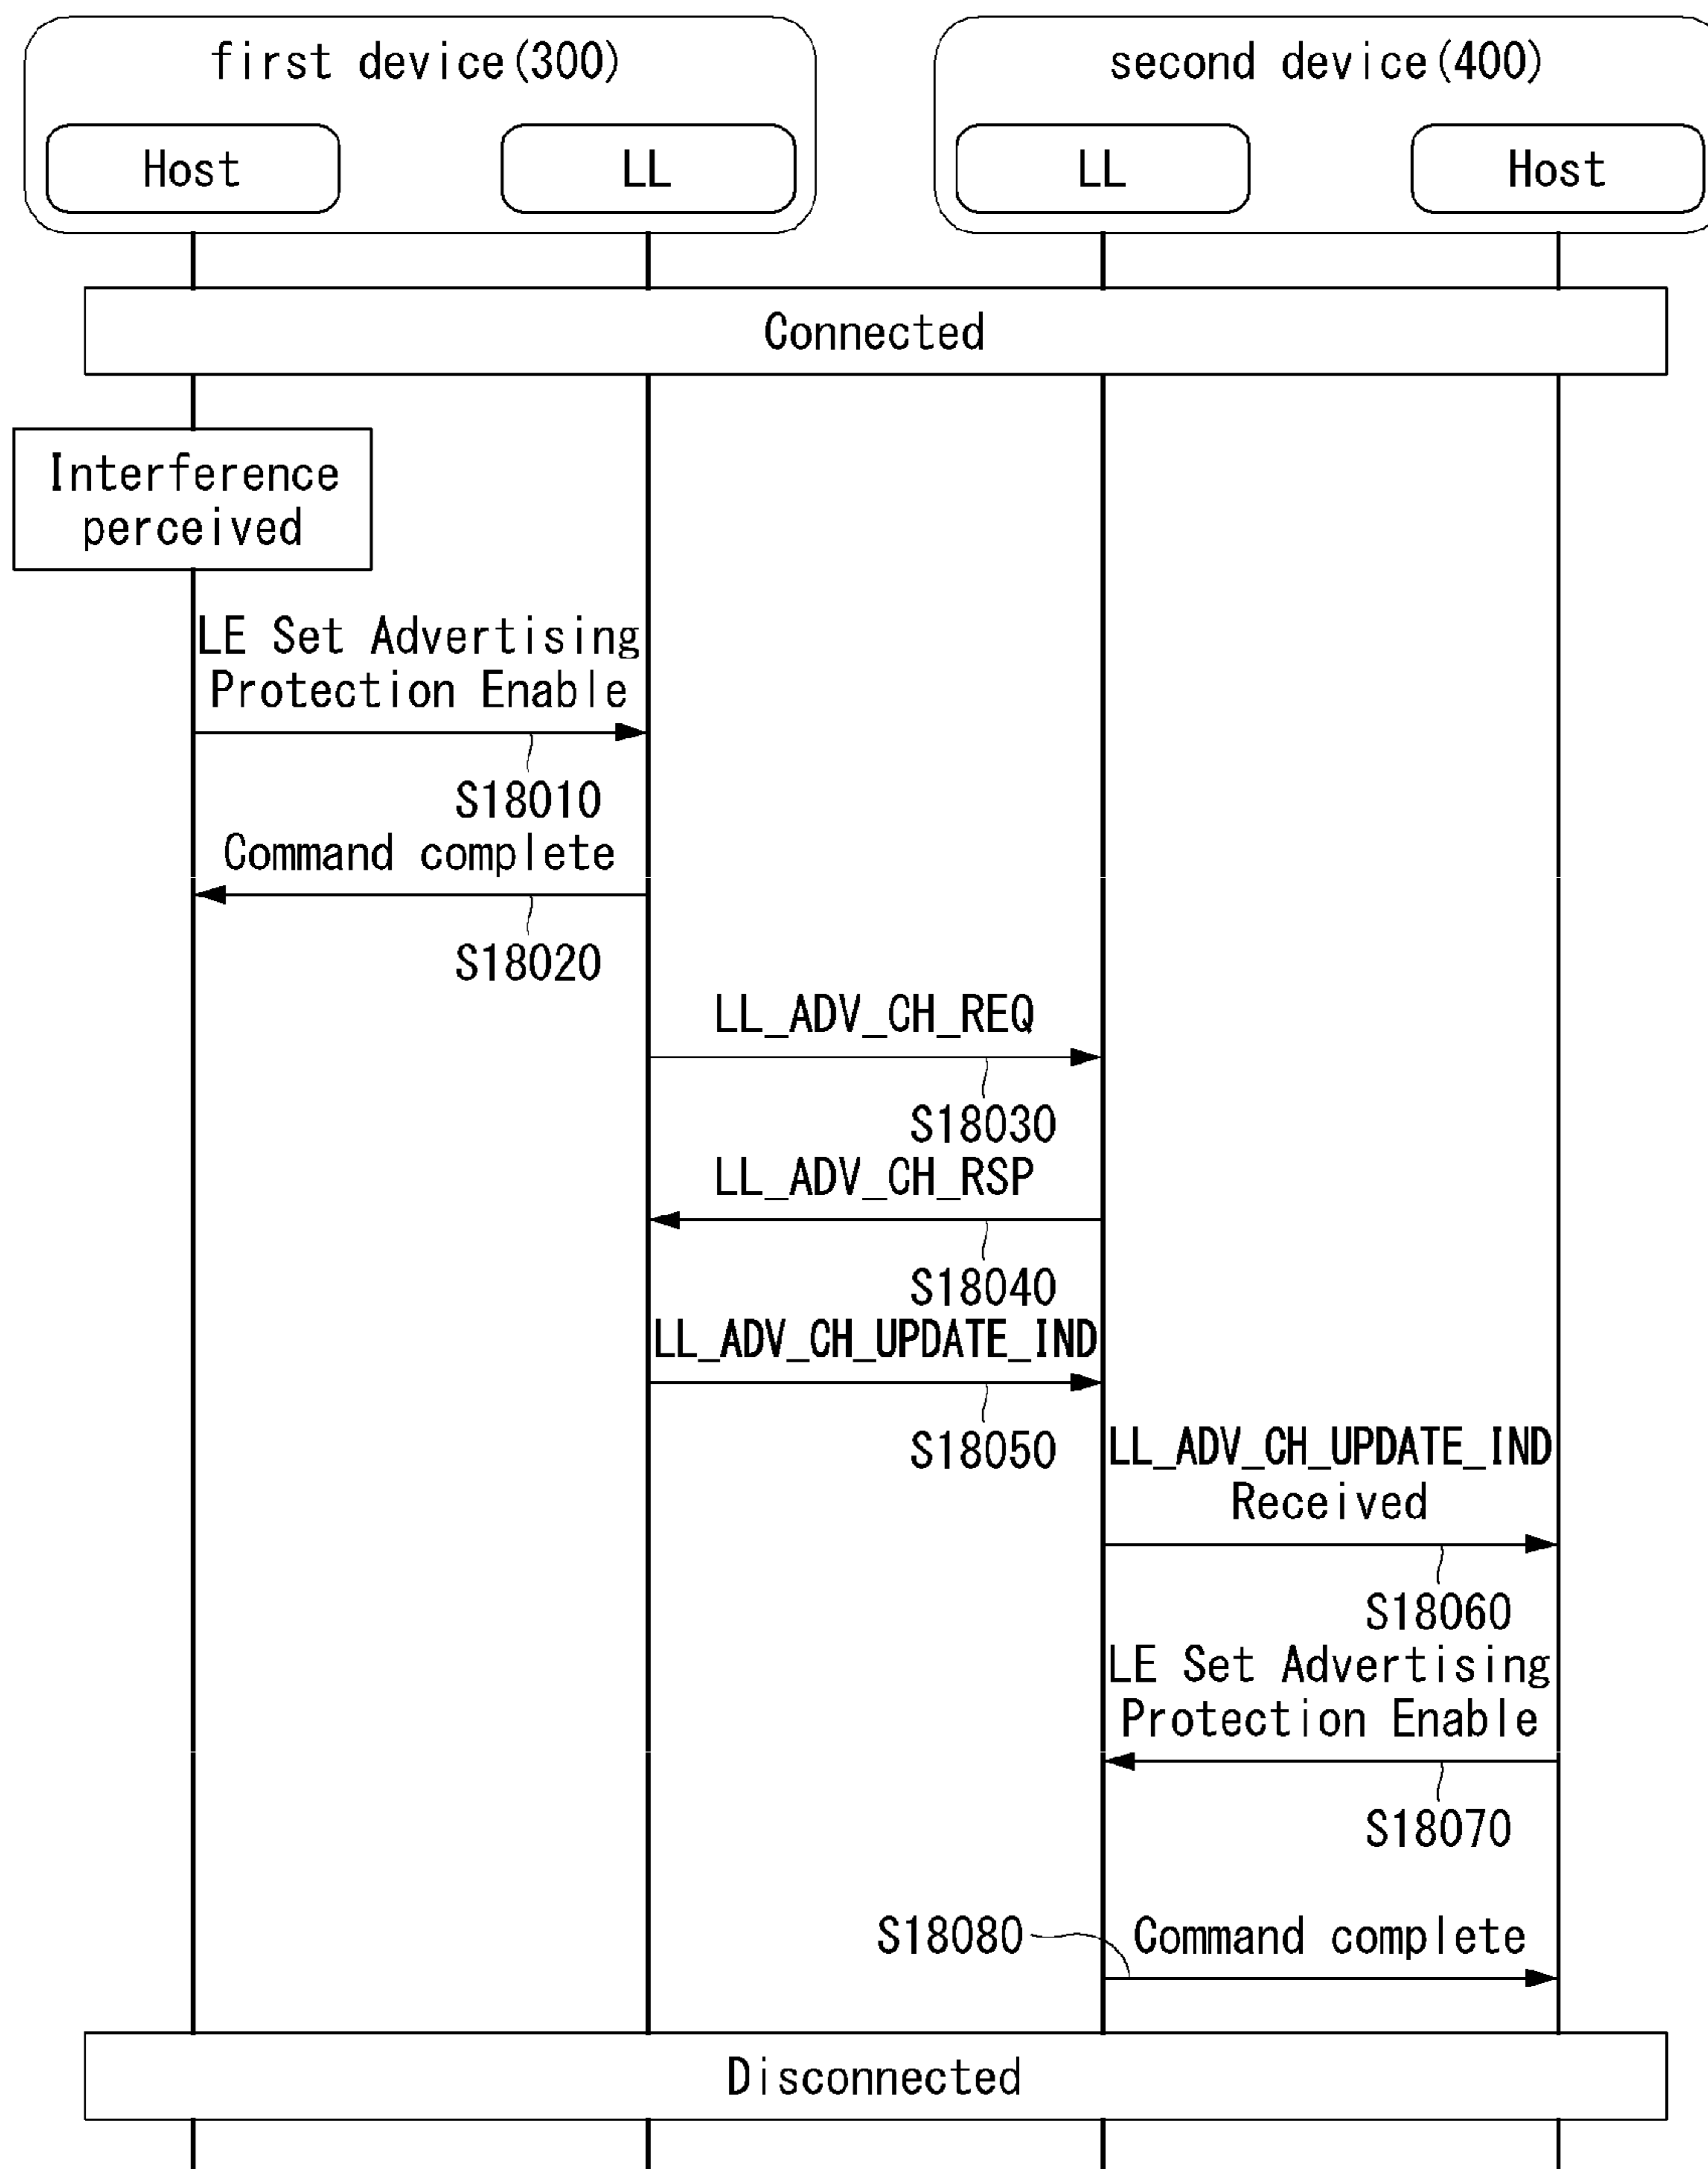 first device(300)
second device(400)
Host
LL
LL
Host
Connected
Interference
perceived
LE Set Advertising
Protection Enable
S18010
Command complete
S18020
LL_ADV_CH_REQ
S18030
LL_ADV_CH_RSP
S18040
LL_ADV_CH_UPDATE_IND
S18050
LL_ADV_CH_UPDATE_IND
Received
S18060
LE Set Advertising
Protection Enable
S18070
S18080
Command complete
Disconnected